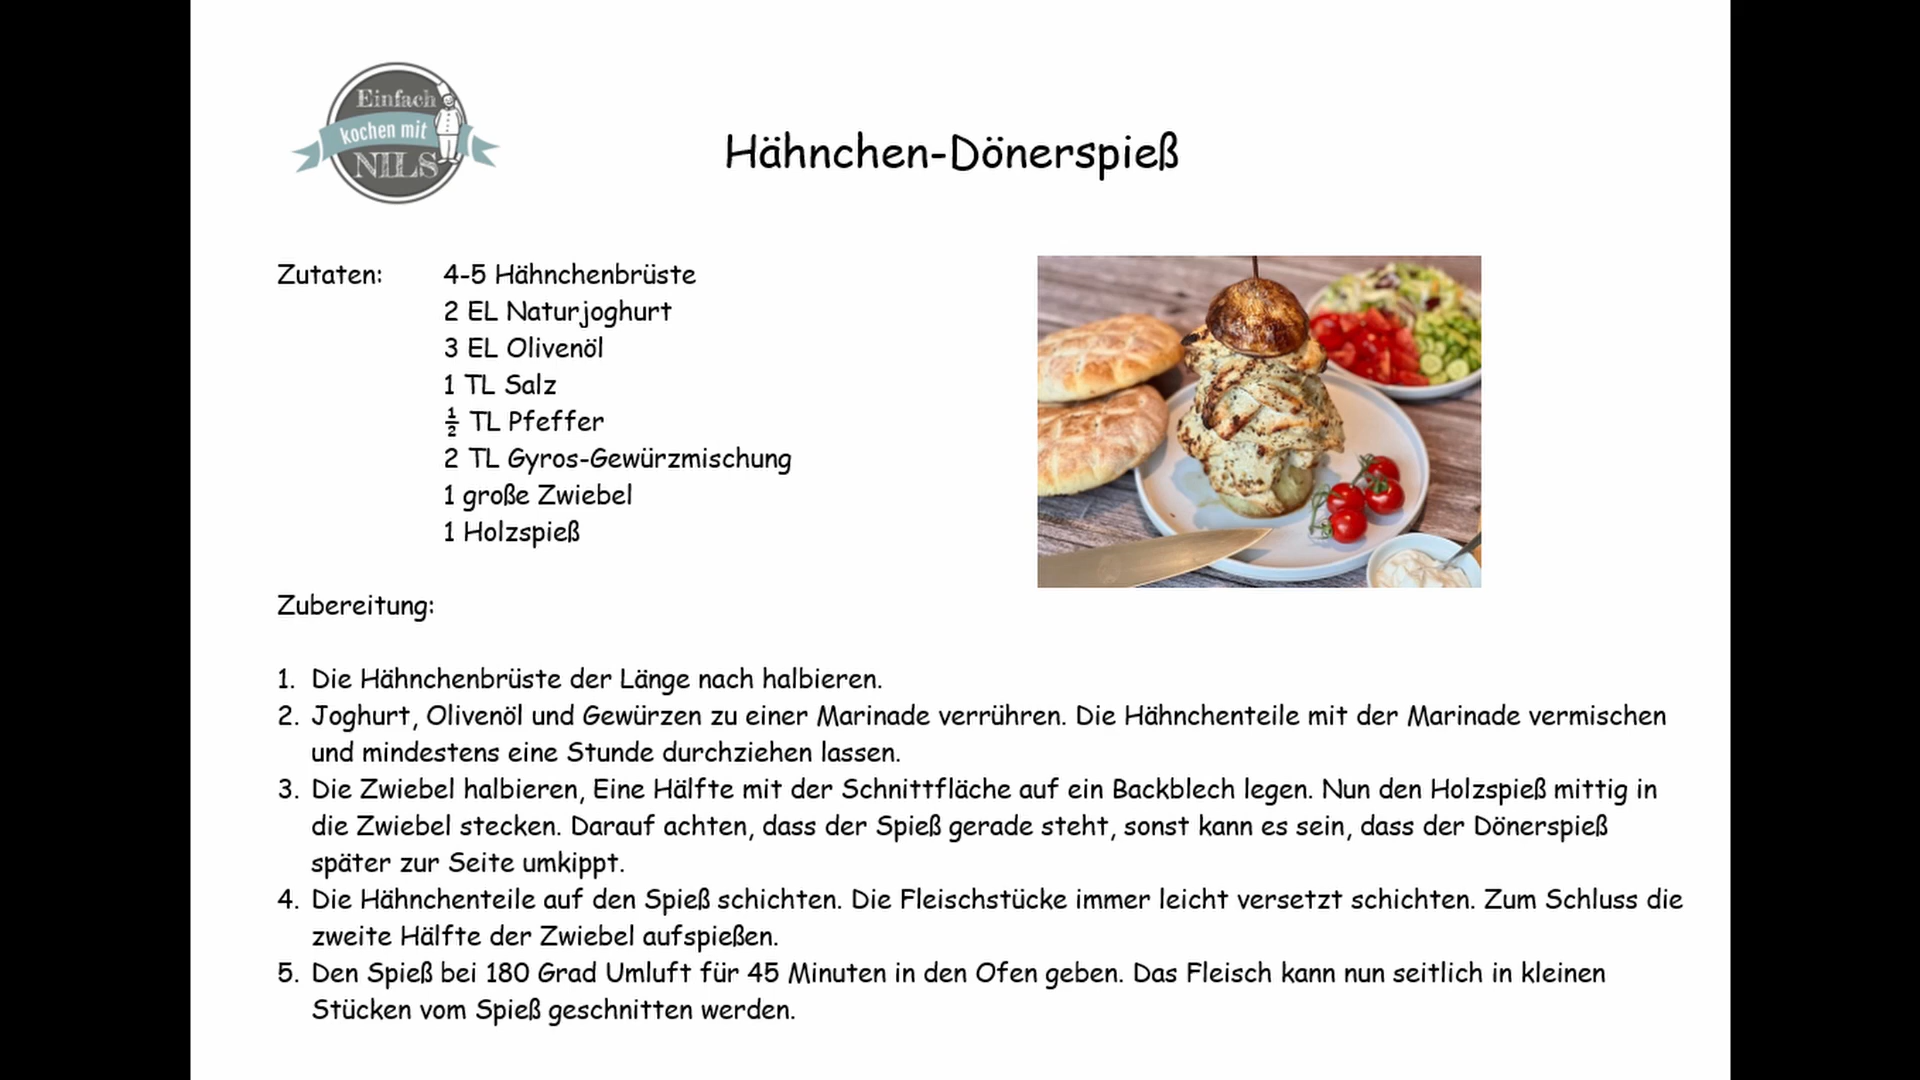 Einfach
kochen mit
NILS
Hähnchen-Dönerspieß
Zutaten: 4-5 Hähnchenbrüste
2 EL Naturjoghurt
3 EL Olivenöl
1 TL Salz
½ TL Pfeffer
2 TL Gyros-Gewürzmischung
1 große Zwiebel
1 Holzspieß
Zubereitung:
1. Die Hähnchenbrüste der Länge nach halbieren.
2. Joghurt, Olivenöl und Gewürzen zu einer Marinade verrühren. Die Hähnchenteile mit der Marinade vermischen
und mindestens eine Stunde durchziehen lassen.
3. Die Zwiebel halbieren, Eine Hälfte mit der Schnittfläche auf ein Backblech legen. Nun den Holzspieß mittig in
die Zwiebel stecken. Darauf achten, dass der Spieß gerade steht, sonst kann es sein, dass der Dönerspieß
später zur Seite umkippt.
4. Die Hähnchenteile auf den Spieß schichten. Die Fleischstücke immer leicht versetzt schichten. Zum Schluss die
zweite Hälfte der Zwiebel aufspießen.
5. Den Spieß bei 180 Grad Umluft für 45 Minuten in den Ofen geben. Das Fleisch kann nun seitlich in kleinen
Stücken vom Spieß geschnitten werden.